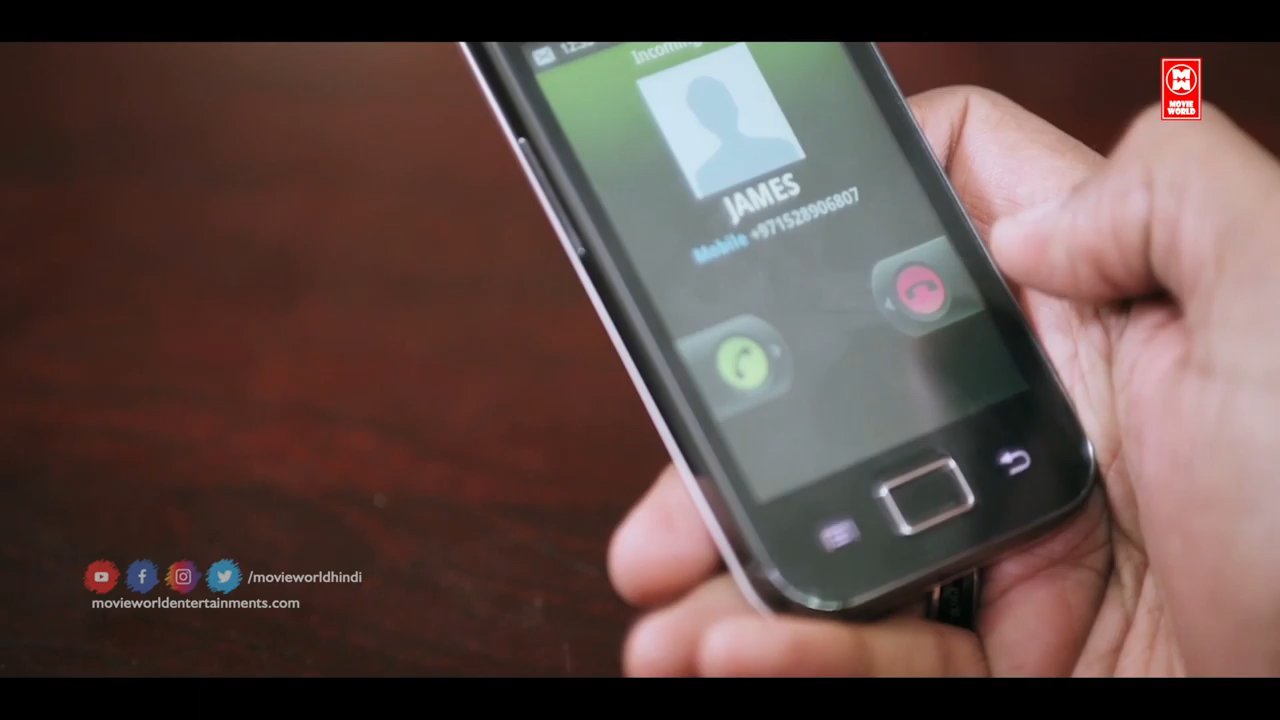 Incoming
MOVIE
WORLD
JAMES
Mobile +971528906807
/movieworldhindi
movieworldentertainments.com